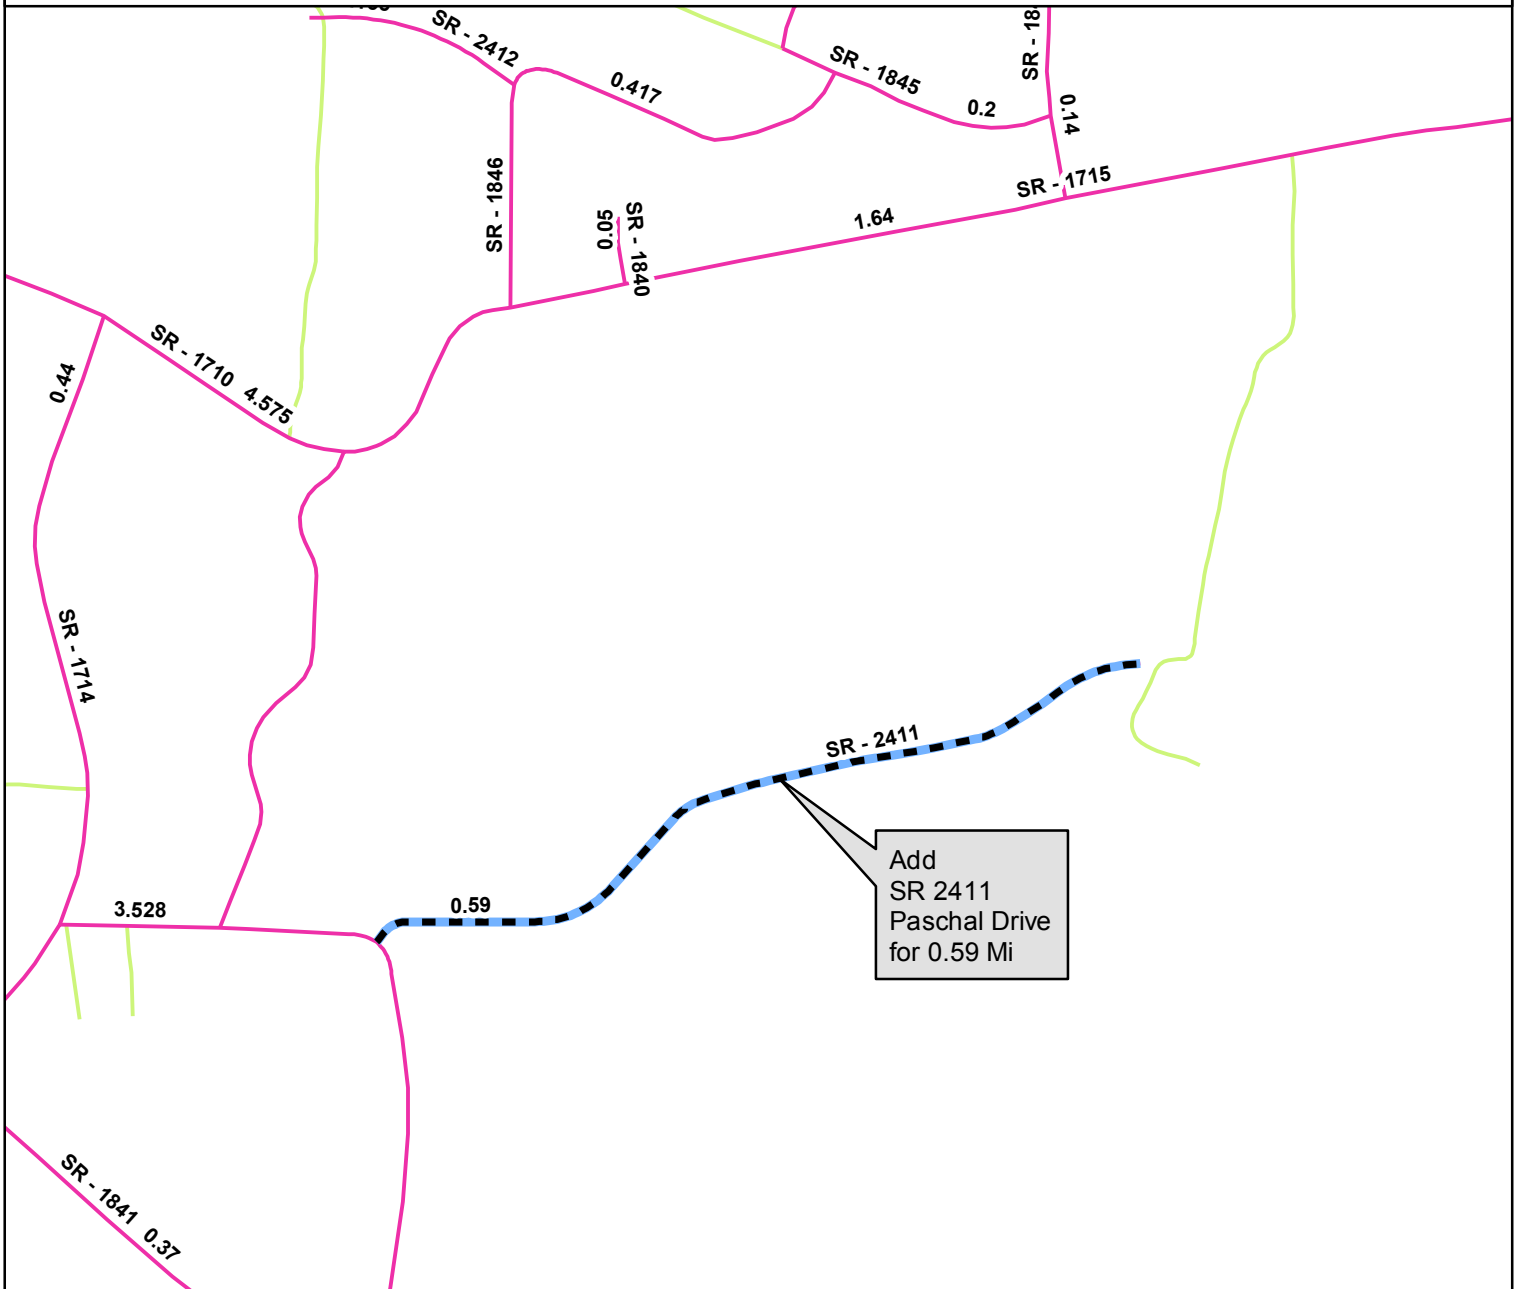 SR - 2412
0.417
SR - 1845
0.2
0.14
SR - 1846
0.05
SR - 1840
1.64
SR - 1715
0.44
SR - 1710 4.575
SR - 1714
SR - 2411
Add
SR 2411
Paschal Drive
for 0.59 Mi
3.528
0.59
SR - 1841 0.37